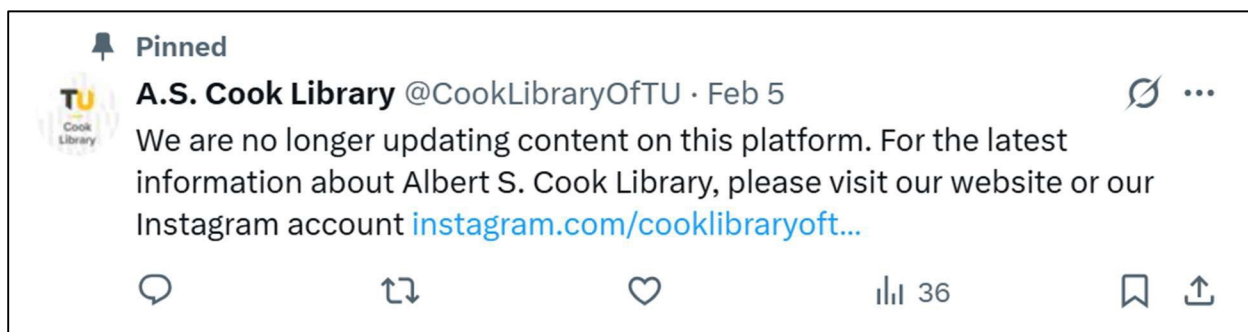 Pinned
A.S. Cook Library @CookLibraryOfTU · Feb 5
TU
Cook
Library
We are no longer updating content on this platform. For the latest
information about Albert S. Cook Library, please visit our website or our
Instagram account instagram.com/cooklibraryoft...
36